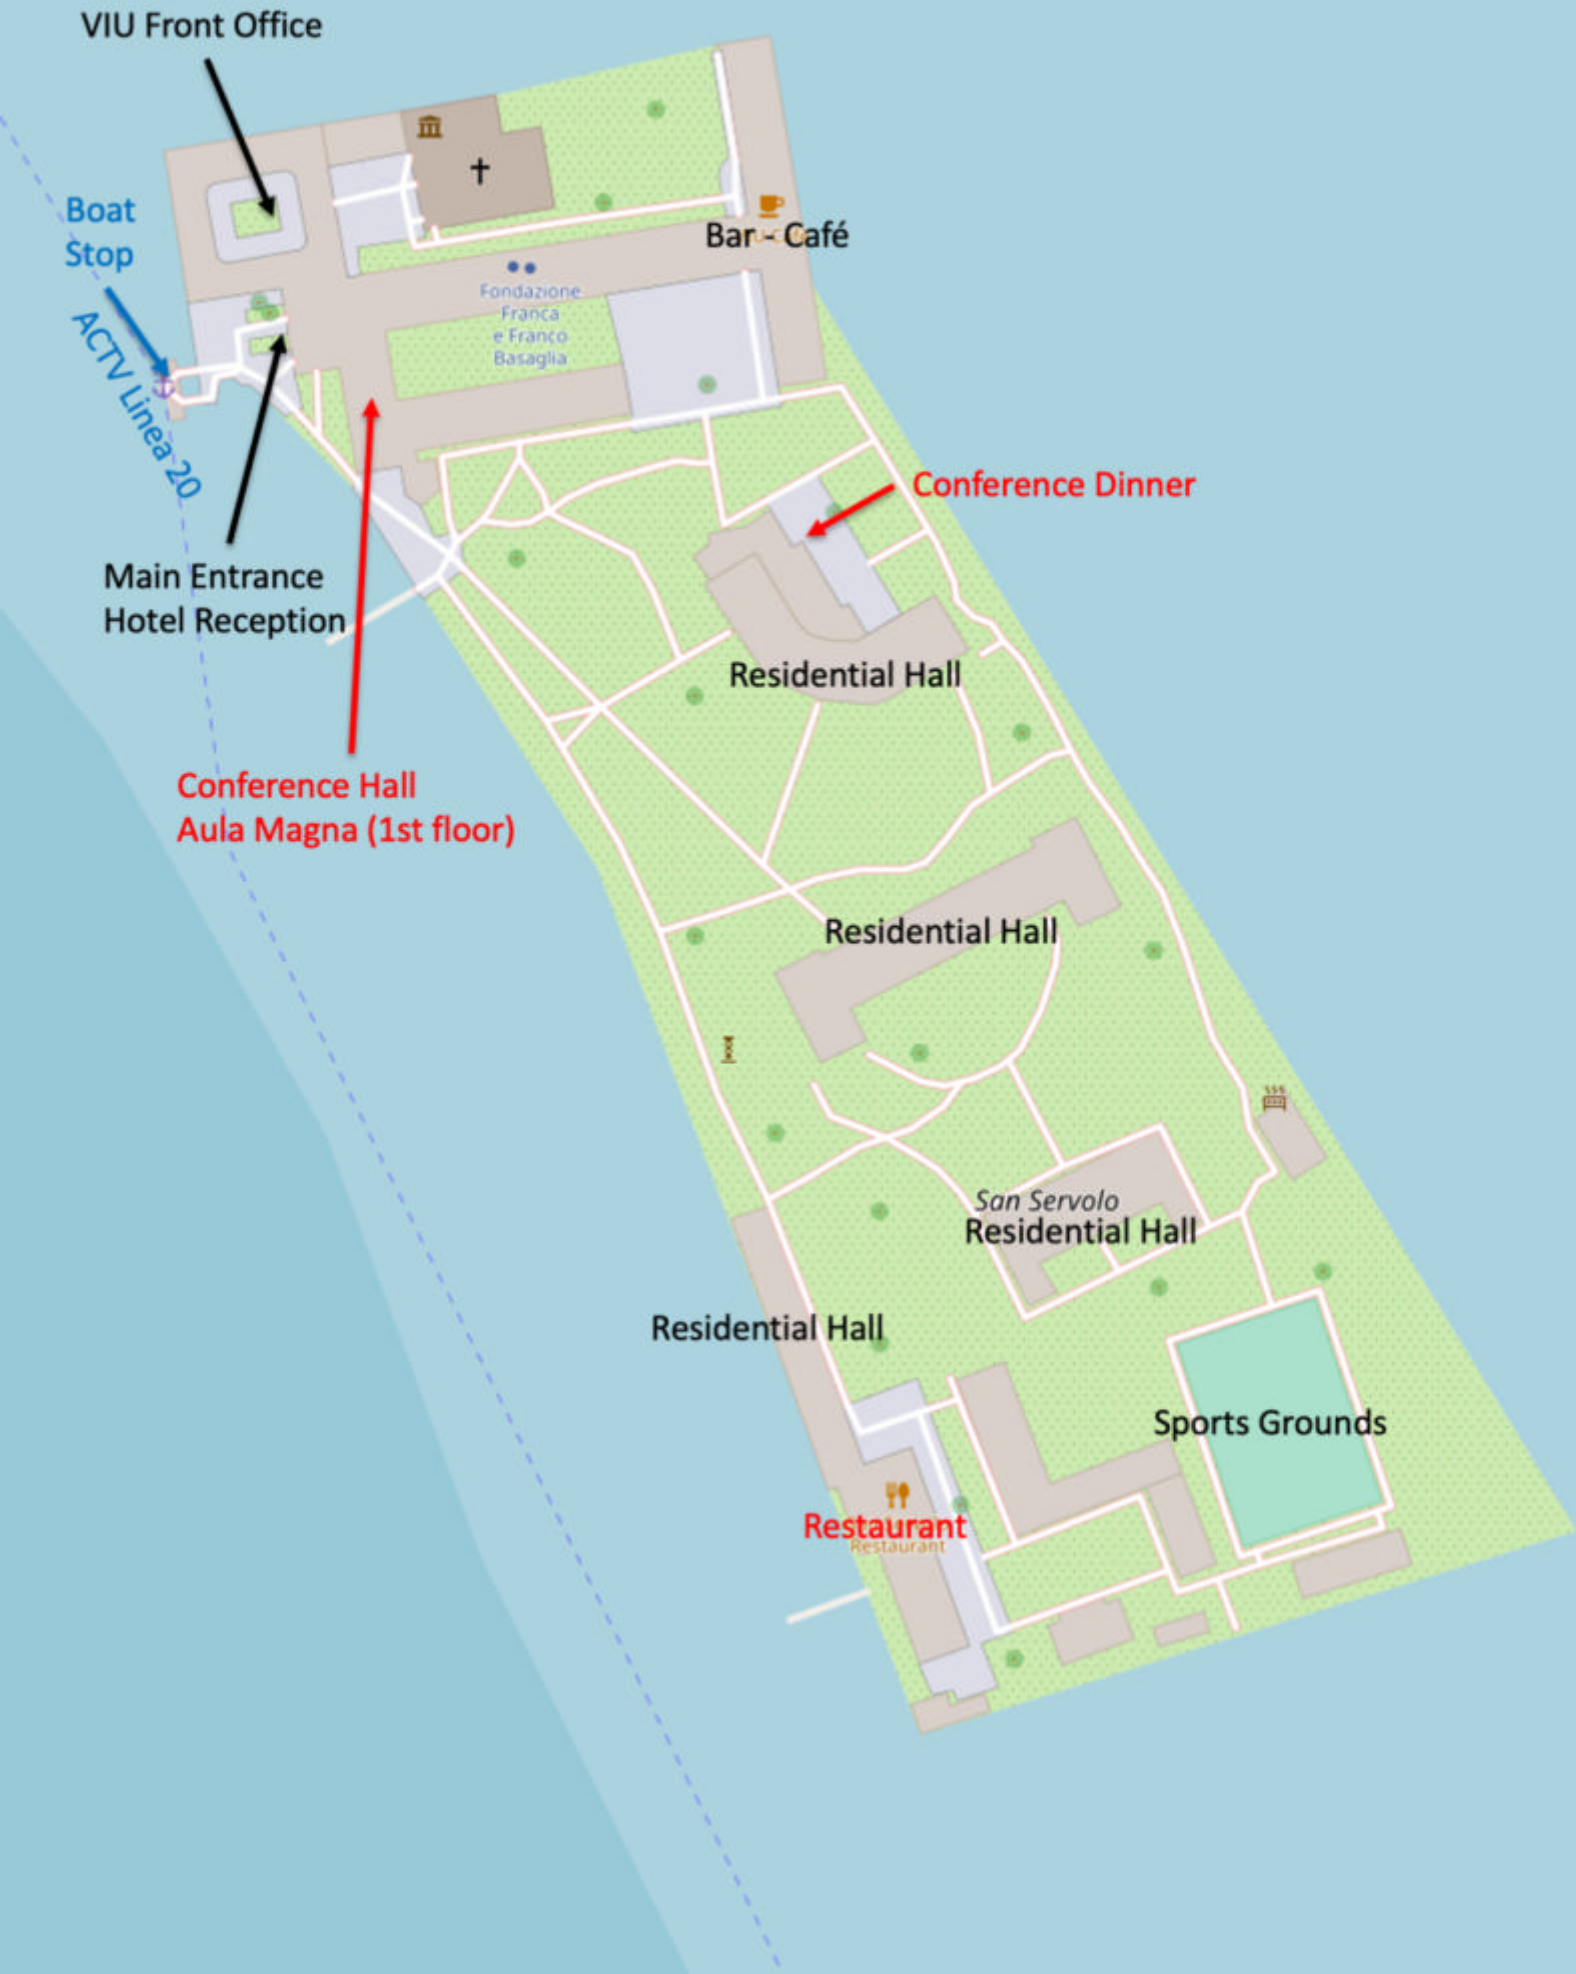 VIU Front Office
Boat
Stop
ACTV Linea 20
Bar - Café
Fondazione
Franca
e Franco
Basaglia
Conference Dinner
Main Entrance
Hotel Reception
Residential Hall
Conference Hall
Aula Magna (1st floor)
Residential Hall
San Servolo
Residential Hall
Residential Hall
Sports Grounds
Restaurant
Restaurant